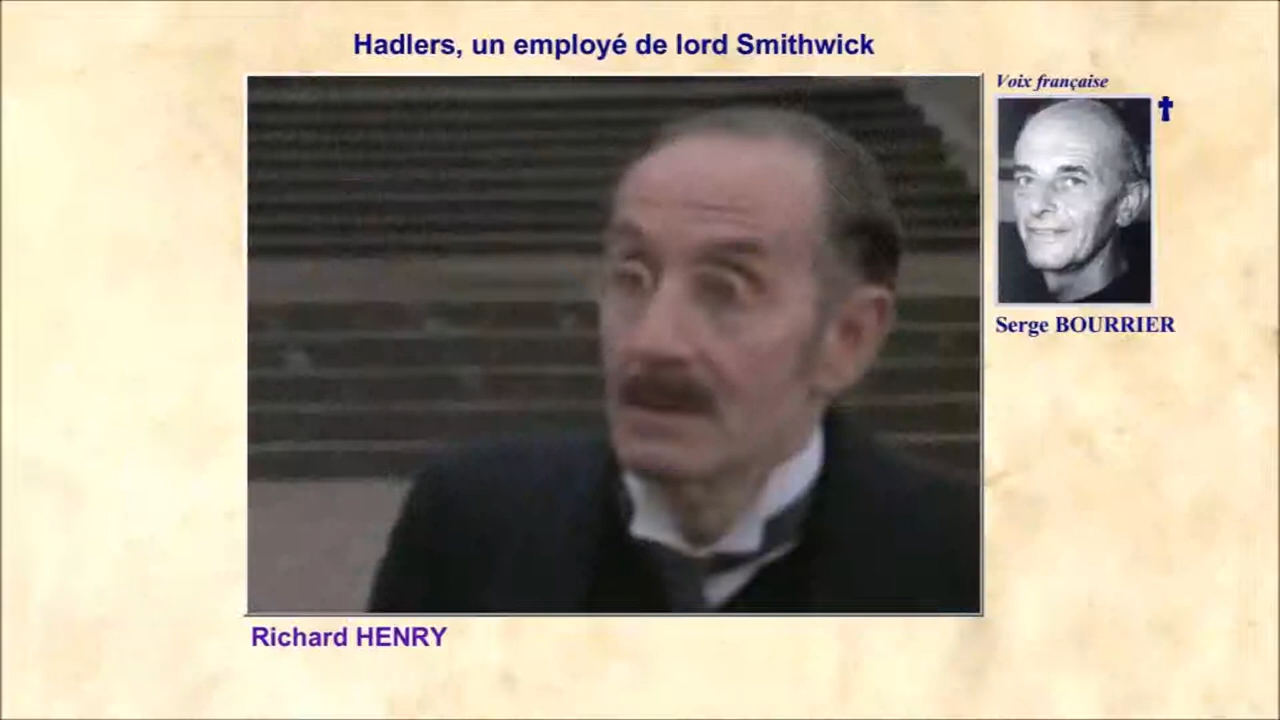 Hadlers, un employé de lord Smithwick
Voix française
Serge BOURRIER
Richard HENRY